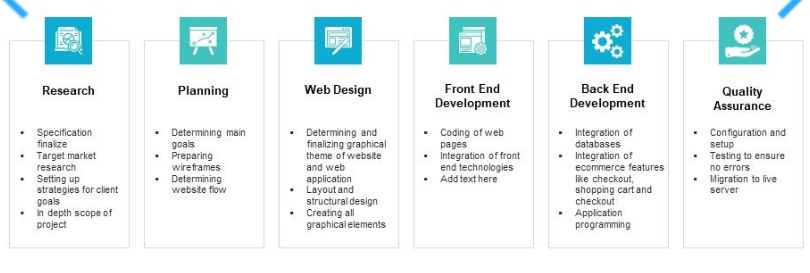 Research
Specification
finalize
Target market
research
Setting up
strategies for client
goals
In depth scope of
project
Planning
Determining main
goals
Preparing
wireframes
Determining
website flow
Web Design
Determining and
finalizing graphical
theme of website
and web
application
Layout and
structural design
Creating all
graphical elements
Front End
Development
Coding of web
pages
Integration of front
end technologies
Add text here
Back End
Development
Integration of
databases
Integration of
ecommerce features
like checkout,
shopping cart and
checkout
Application
programming
Quality
Assurance
Configuration and
setup
Testing to ensure
no errors
Migration to live
server